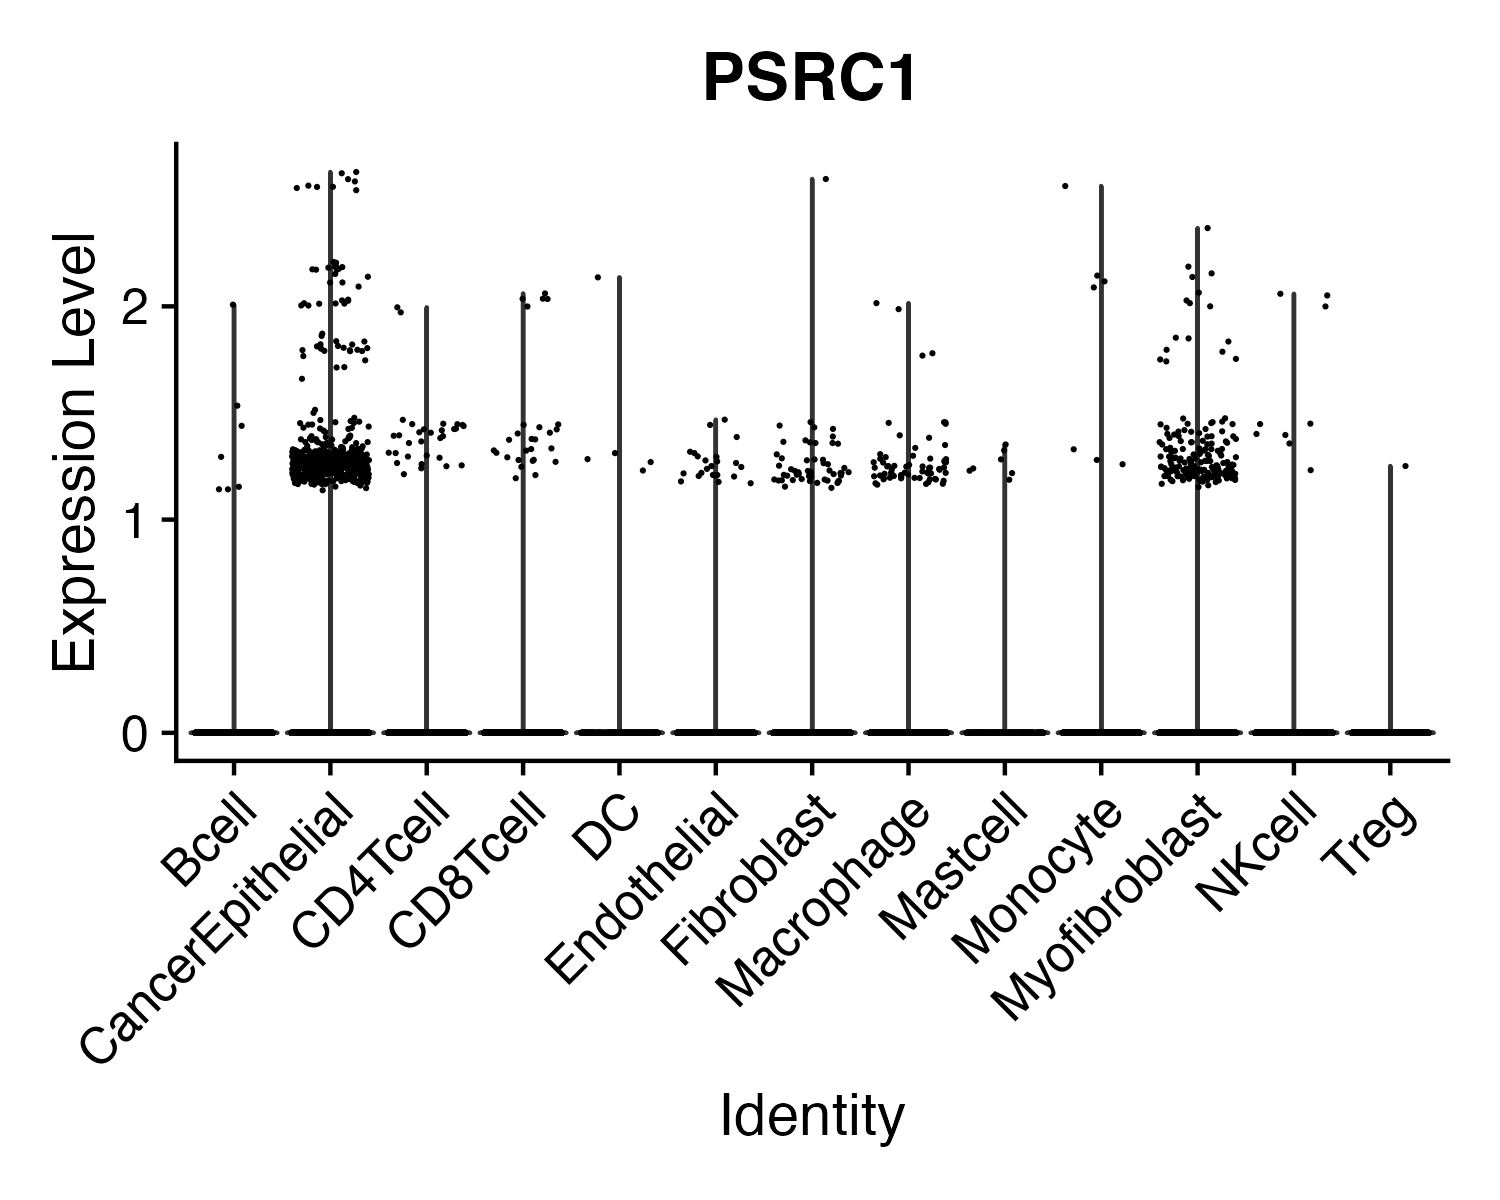 PSRC1
Expression Level
2
1
0
Bcell
CancerEpithelial
CD4Tcell
CD8Tcell
DC
Endothelial
Fibroblast
Macrophage
Mastcell
Monocyte
Myofibroblast
NKcell
Treg
Identity